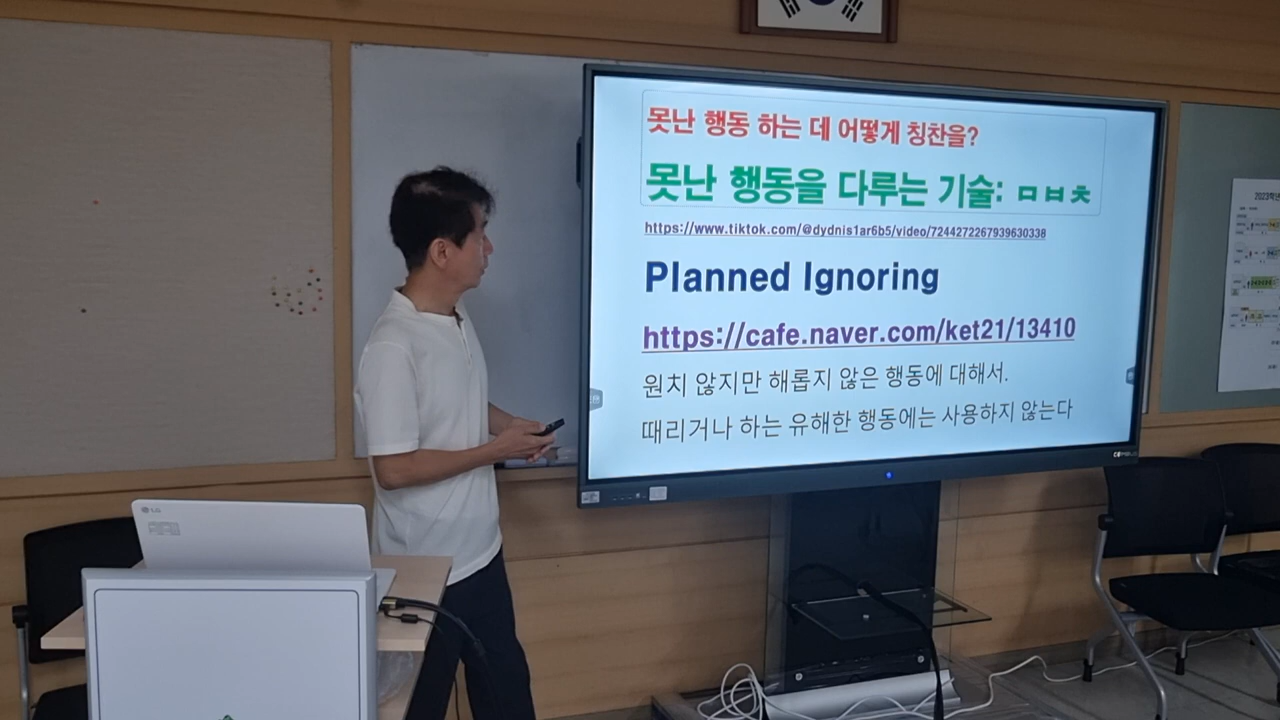 못난 행동 하는 데 어떻게 칭찬을?
못난 행동을 다루는 기술: ㅁㅂㅊ
https://www.tiktok.com/@dydnis1ar6b5/video/7244272267939630338
Planned Ignoring
https://cafe.naver.com/ket21/13410
원치 않지만 해롭지 않은 행동에 대해서.
때리거나 하는 유해한 행동에는 사용하지 않는다
LG